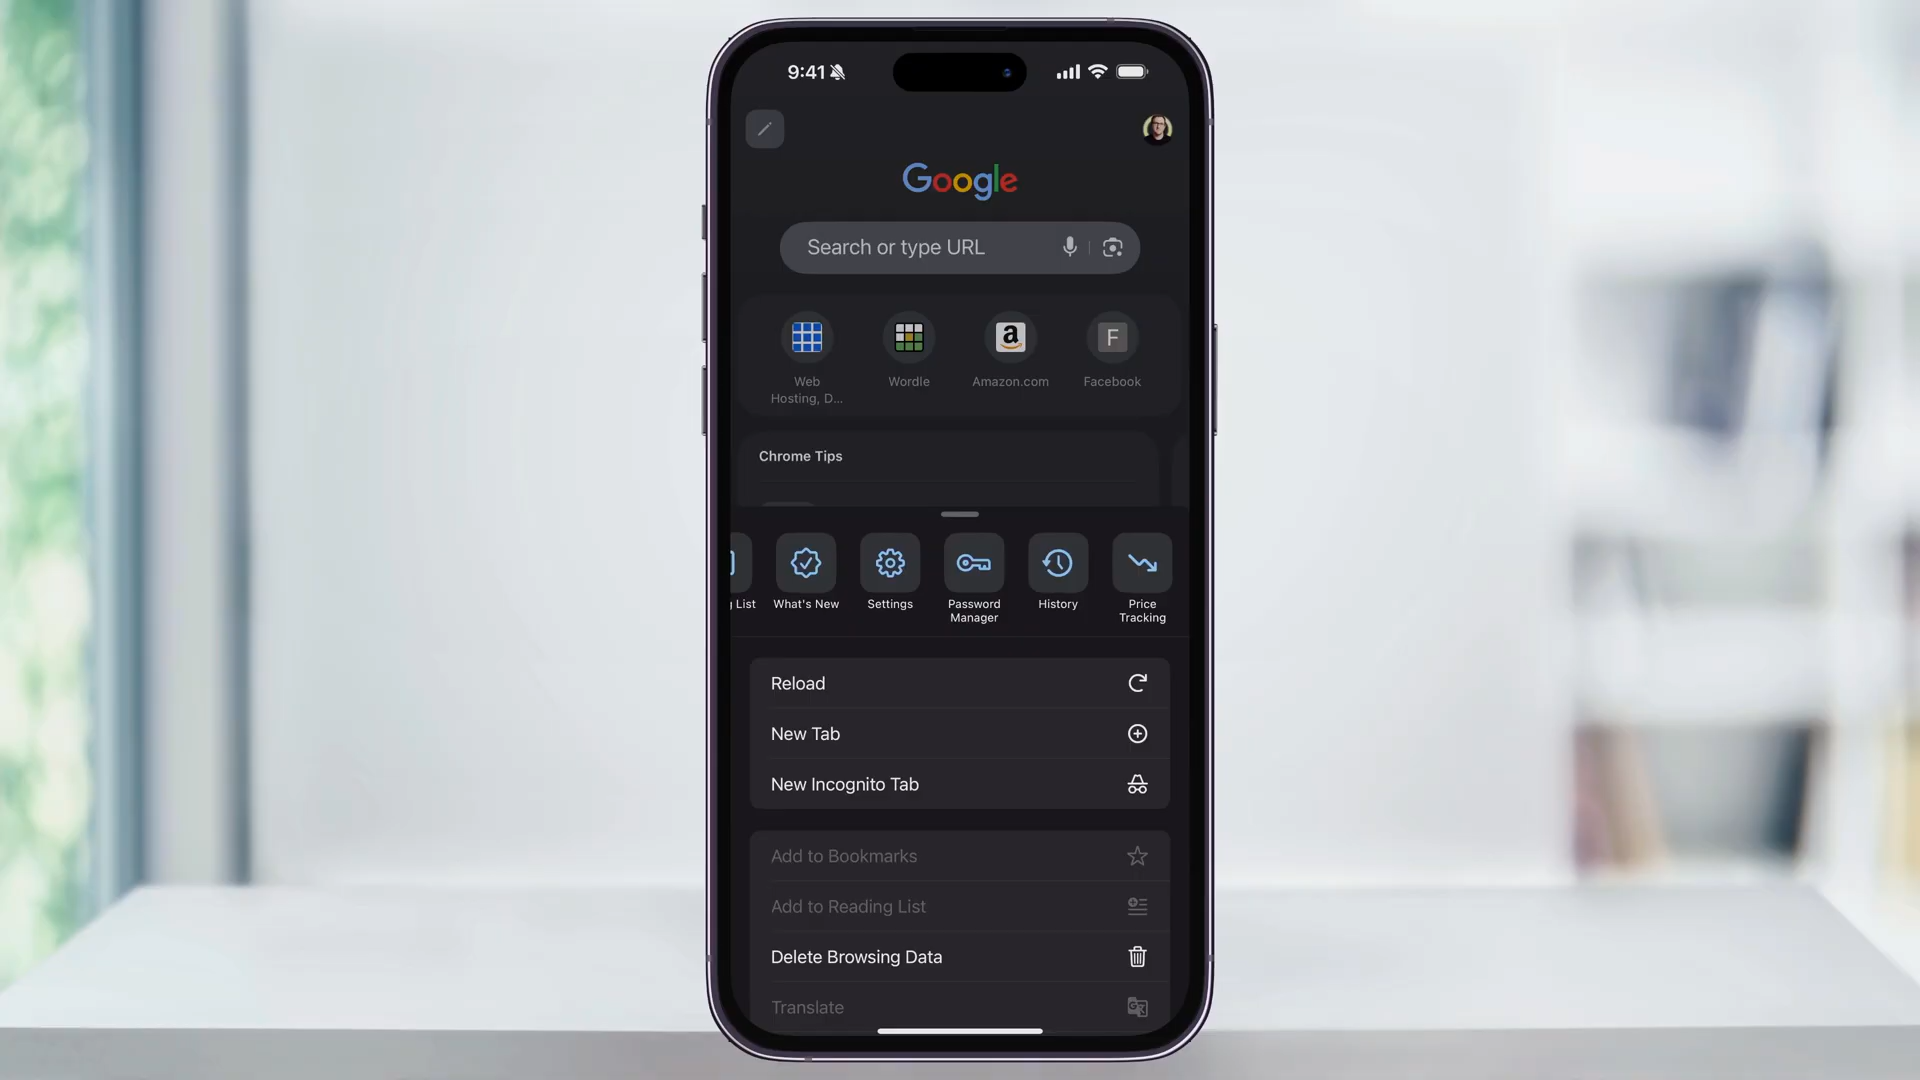 9:41
Google
Search or type URL
Web
Hosting, D...
Wordle
a
Amazon.com
F
Facebook
Chrome Tips
List
What's New
Settings
Password
Manager
History
Price
Tracking
Reload
New Tab
New Incognito Tab
Add to Bookmarks
Add to Reading List
Delete Browsing Data
Translate